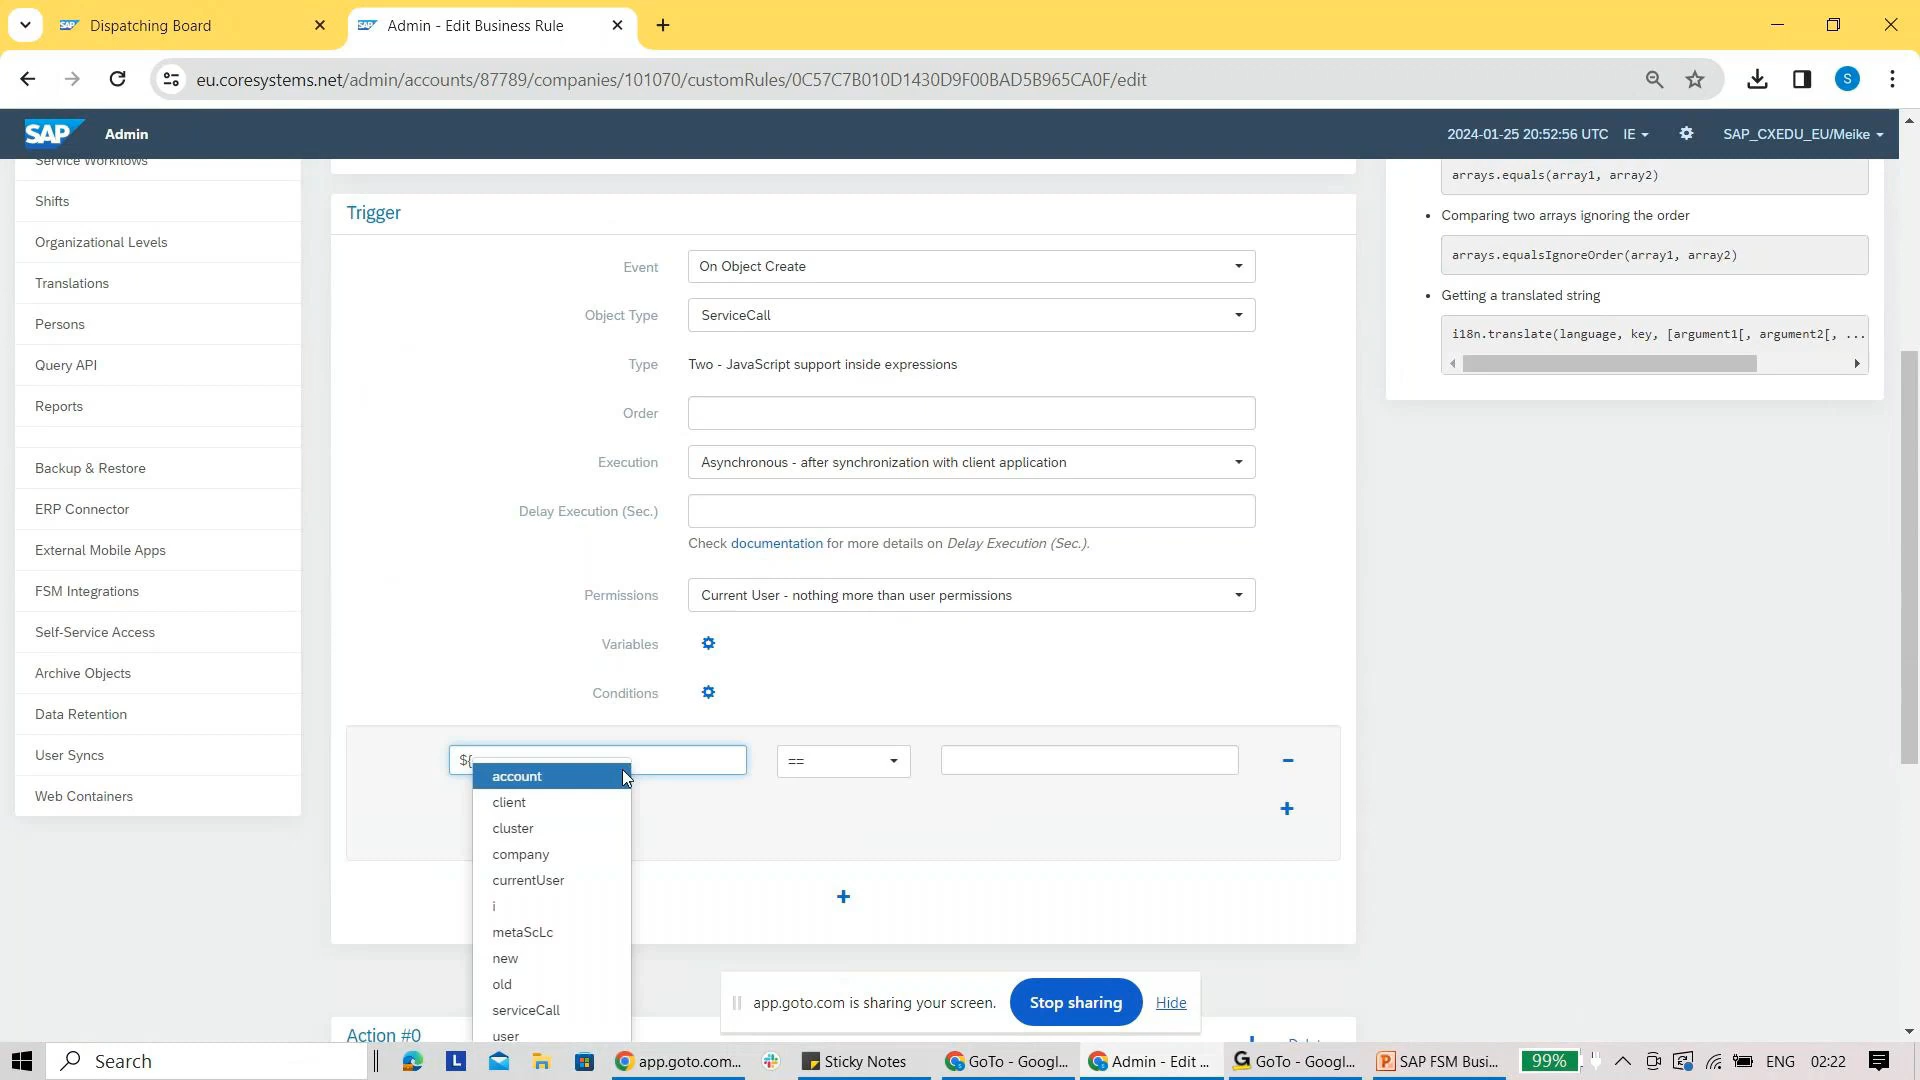 SAP Dispatching Board
SAP Admin - Edit Business Rule
eu.coresystems.net/admin/accounts/87789/companies/101070/customRules/0C57C7B010D1430D9F00BAD5B965CA0F/edit
S
SAP Admin
2024-01-25 20:52:56 UTC IE SAP_CXEDU_EU/Meike
Service Workflows
Shifts
Organizational Levels
Translations
Persons
Query API
Reports
Backup & Restore
ERP Connector
External Mobile Apps
FSM Integrations
Self-Service Access
Archive Objects
Data Retention
User Syncs
Web Containers
Trigger
Event On Object Create
Object Type ServiceCall
Type Two - JavaScript support inside expressions
Order
Execution Asynchronous - after synchronization with client application
Delay Execution (Sec.)
Check documentation for more details on Delay Execution (Sec.).
Permissions Current User - nothing more than user permissions
Variables
Conditions
${ ==
account
client
cluster
company
currentUser
i
metaScLc
new
old
serviceCall
user
Action #0
arrays.equals(array1, array2)
• Comparing two arrays ignoring the order
arrays.equalsIgnoreOrder(array1, array2)
• Getting a translated string
i18n.translate(language, key, [argument1[, argument2[, ...
app.goto.com is sharing your screen. Stop sharing Hide
Search
L
app.goto.com...
Sticky Notes
GoTo - Googl...
Admin - Edit ...
G GoTo - Googl...
P SAP FSM Busi...
99%
ENG
02:22